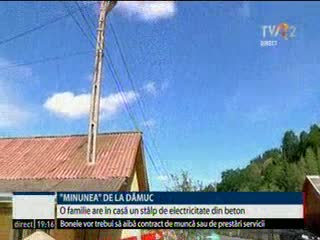 TVR2
DIRECT
"MINUNEA" DE LA DĂMUC
O familie are în casă un stâlp de electricitate din beton
direct 19:16 Bonele vor trebui să aibă contract de muncă sau de prestări servicii